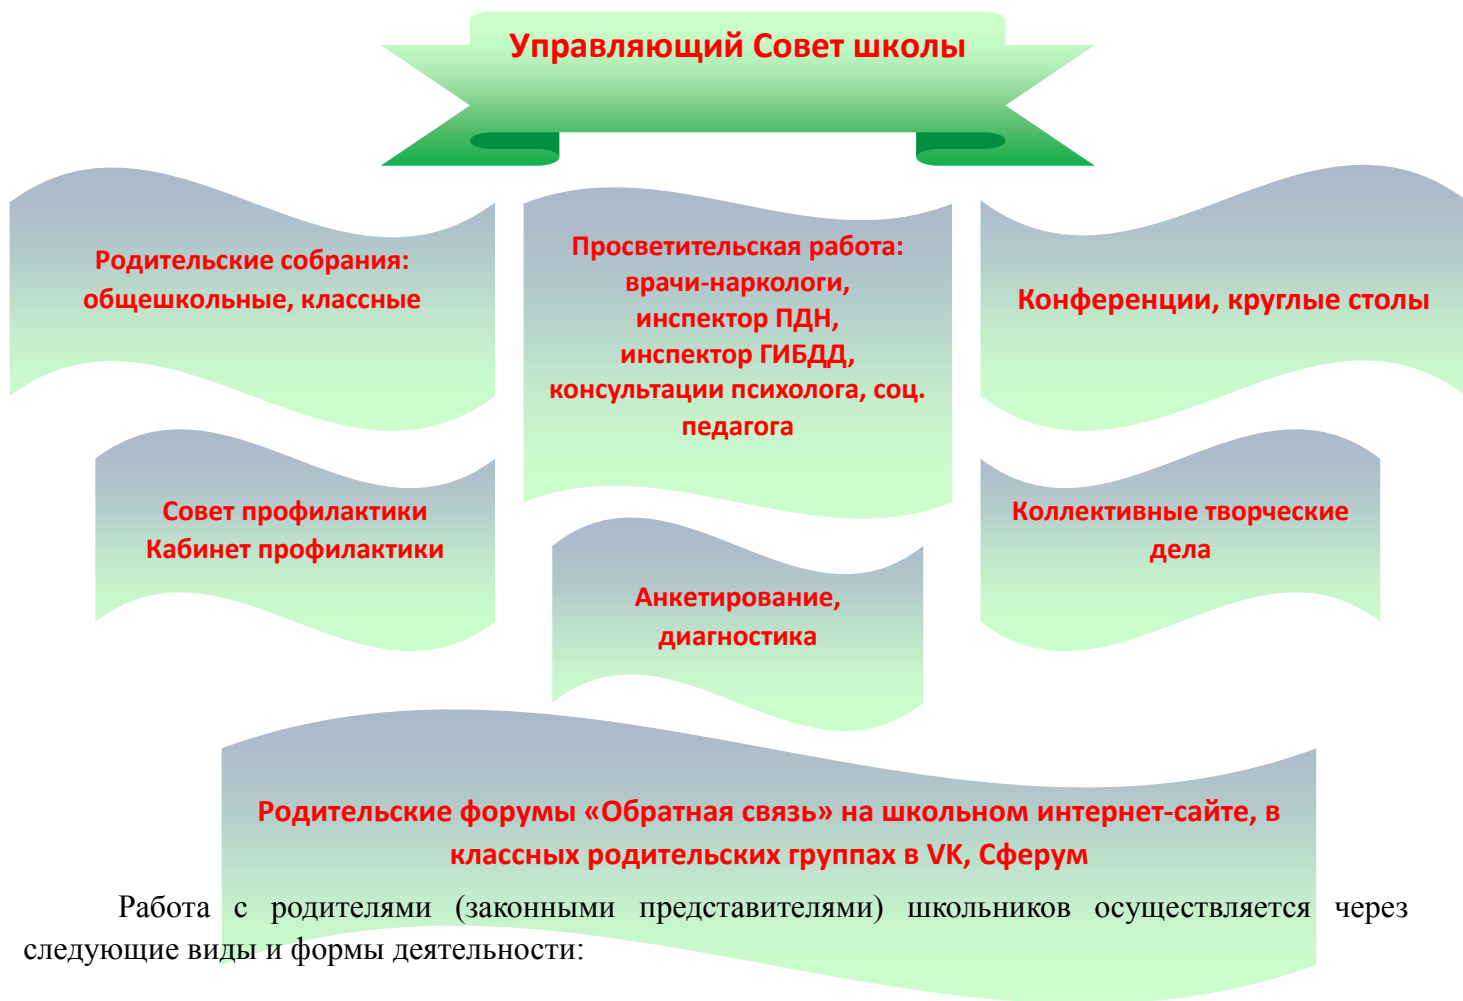 Управляющий Совет школы
Родительские собрания:
общешкольные, классные
Просветительская работа:
врачи-наркологи,
инспектор ПДН,
инспектор ГИБДД,
консультации психолога, соц.
педагога
Конференции, круглые столы
Совет профилактики
Кабинет профилактики
Анкетирование,
диагностика
Коллективные творческие
дела
Родительские форумы «Обратная связь» на школьном интернет-сайте, в
классных родительских группах в VK, Сферум
Работа с родителями (законными представителями) школьников осуществляется через
следующие виды и формы деятельности: